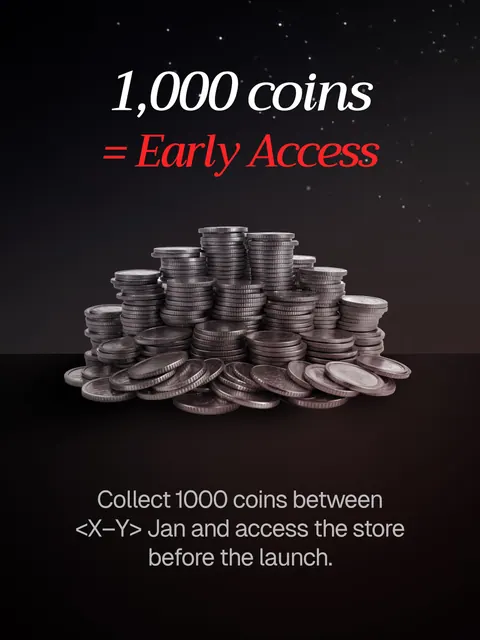 1,000 coins
= Early Access
Collect 1000 coins between
<X–Y> Jan and access the store
before the launch.